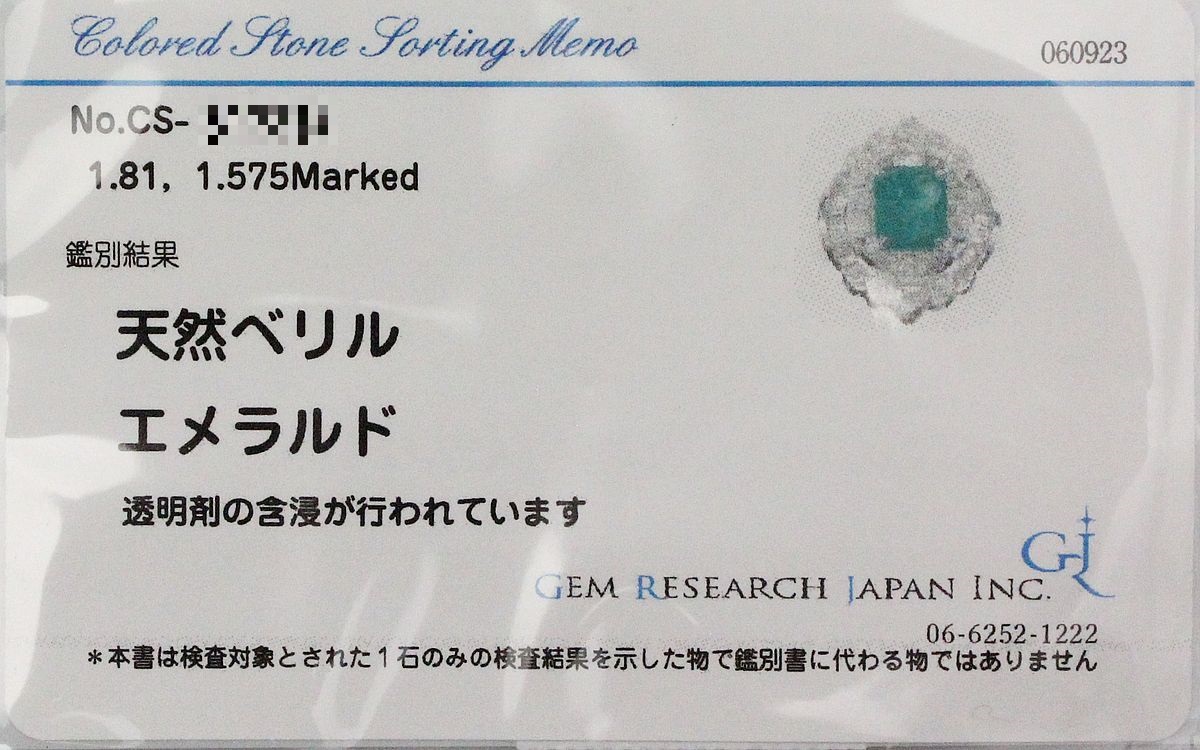 Colored Stone Sorting Memo
060923
No.CS-
1.81, 1.575Marked
鑑別結果
天然ベリル
エメラルド
透明剤の含浸が行われています
GJ
GEM RESEARCH JAPAN INC.
06-6252-1222
＊本書は検査対象とされた1石のみの検査結果を示した物で鑑別書に代わる物ではありません